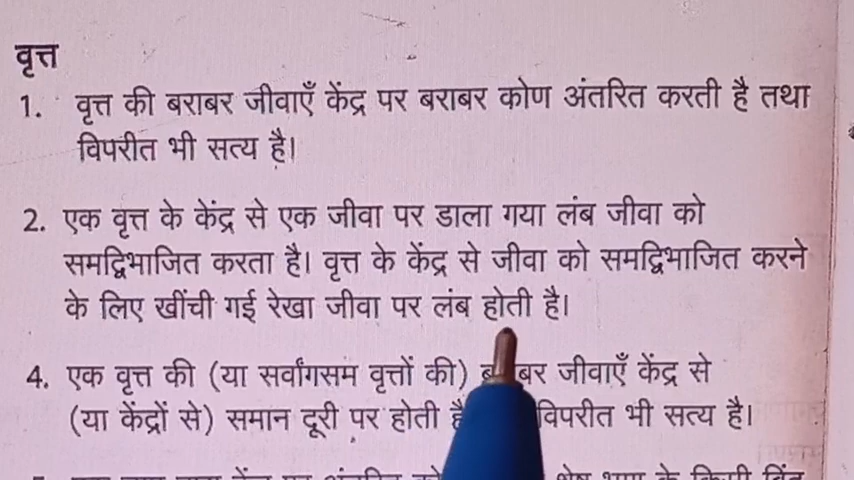 वृत्त
1. वृत्त की बराबर जीवाएँ केंद्र पर बराबर कोण अंतरित करती है तथा
विपरीत भी सत्य है।
2. एक वृत्त के केंद्र से एक जीवा पर डाला गया लंब जीवा को
समद्विभाजित करता है। वृत्त के केंद्र से जीवा को समद्विभाजित करने
के लिए खींची गई रेखा जीवा पर लंब होती है।
4. एक वृत्त की (या सर्वांगसम वृत्तों की) जीवाएँ केंद्र से
(या केंद्रों से) समान दूरी पर होती विपरीत भी सत्य है।